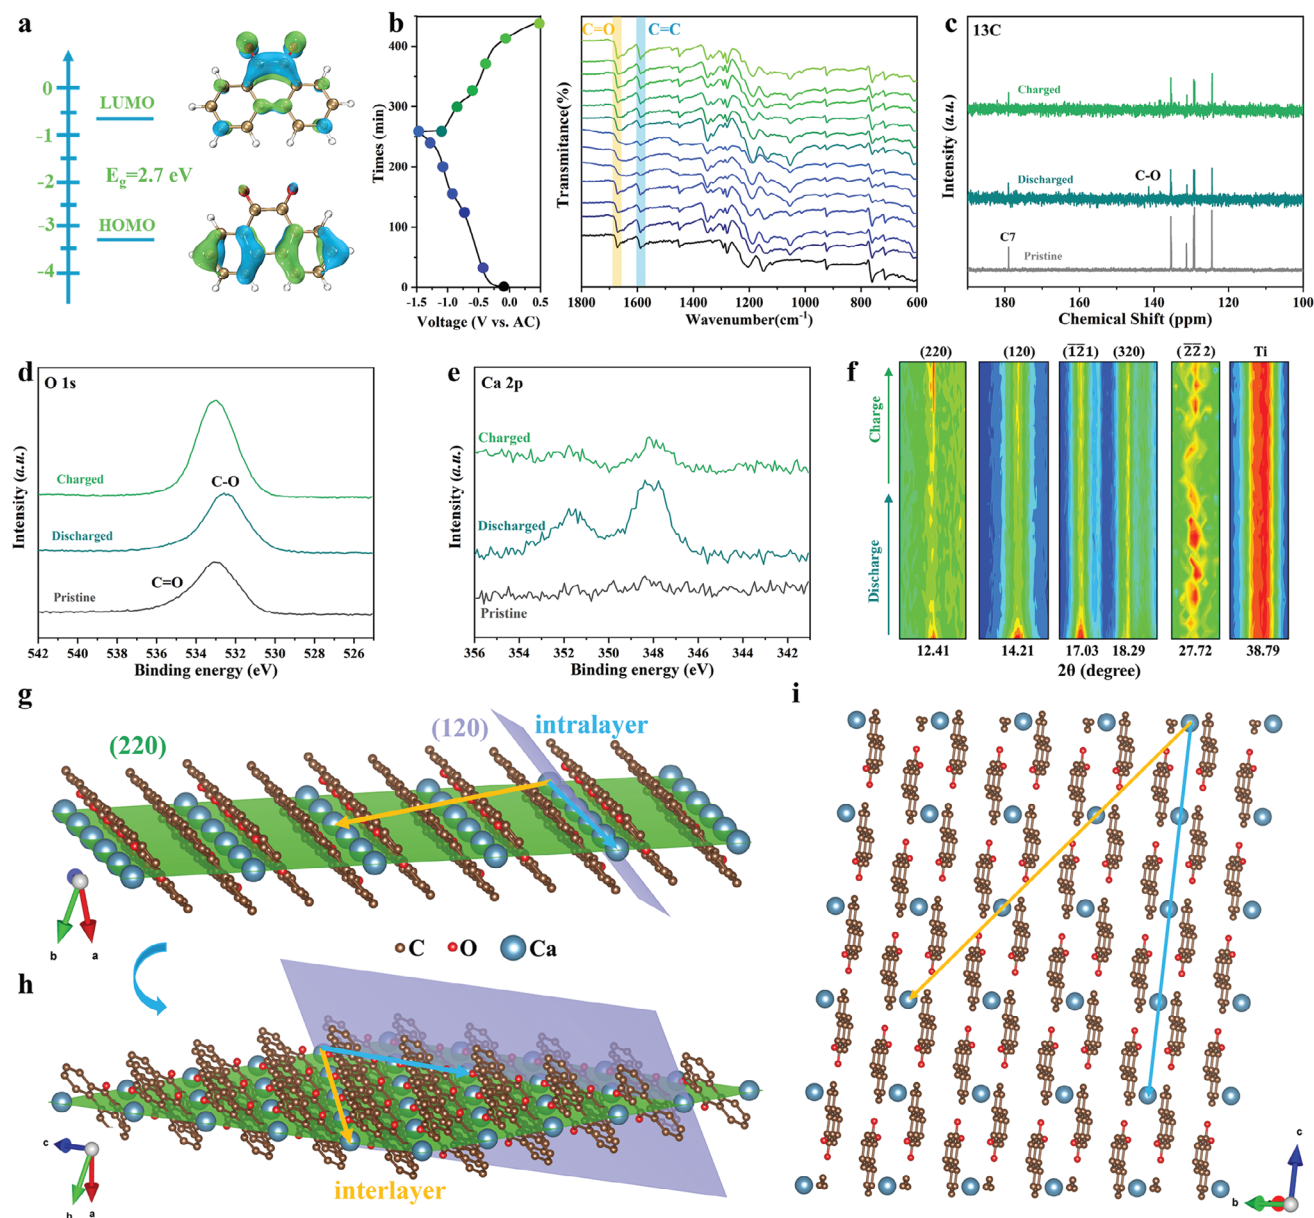 a
0
-1
-2
-3
-4
LUMO
Eg=2.7 eV
HOMO
b
Times (min)
400
300
200
100
0
-1.5 -1.0 -0.5 0.0 0.5
Voltage (V vs. AC)
Transmitance(%)
C=O C=C
1800 1600 1400 1200 1000 800 600
Wavenumber(cm⁻¹)
c
13C
Intensity (a.u.)
Charged
Discharged
C-O
C7
Pristine
180 160 140 120 100
Chemical Shift (ppm)
d
O 1s
Intensity (a.u.)
Charged
C-O
Discharged
C=O
Pristine
542 540 538 536 534 532 530 528 526
Binding energy (eV)
e
Ca 2p
Intensity (a.u.)
Charged
Discharged
Pristine
356 354 352 350 348 346 344 342
Binding energy (eV)
f
(220) (120) (1̅2̅1) (320) (2̅2̅ 2) Ti
Charge
Discharge
12.41 14.21 17.03 18.29 27.72 38.79
2θ (degree)
g
(220)
(120)
intralayer
b a
C O Ca
h
interlayer
c
b a
i
c
b